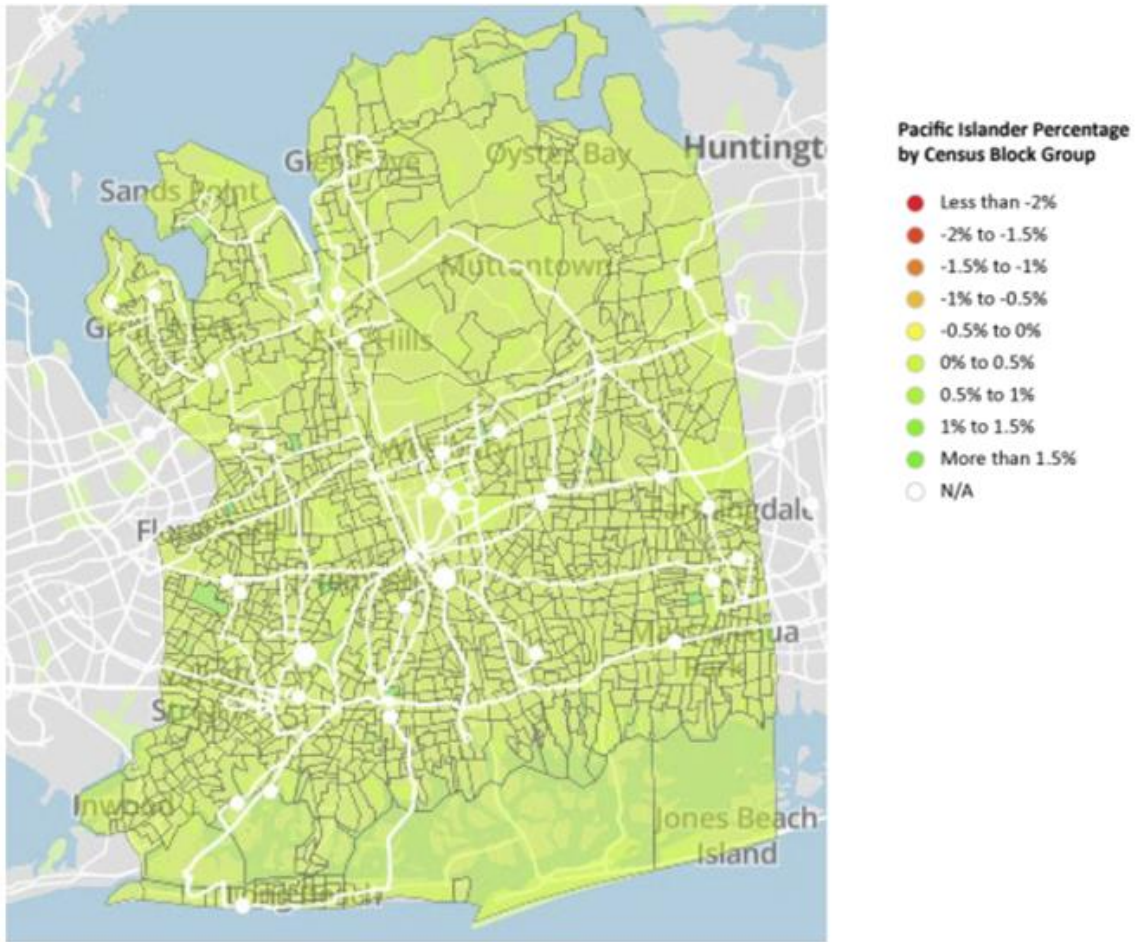 Huntingt
Oyster Bay
Sands Point
Muttontown
Hills
Inwood
Jones Beach
Island
Pacific Islander Percentage
by Census Block Group
Less than -2%
-2% to -1.5%
-1.5% to -1%
-1% to -0.5%
-0.5% to 0%
0% to 0.5%
0.5% to 1%
1% to 1.5%
More than 1.5%
N/A